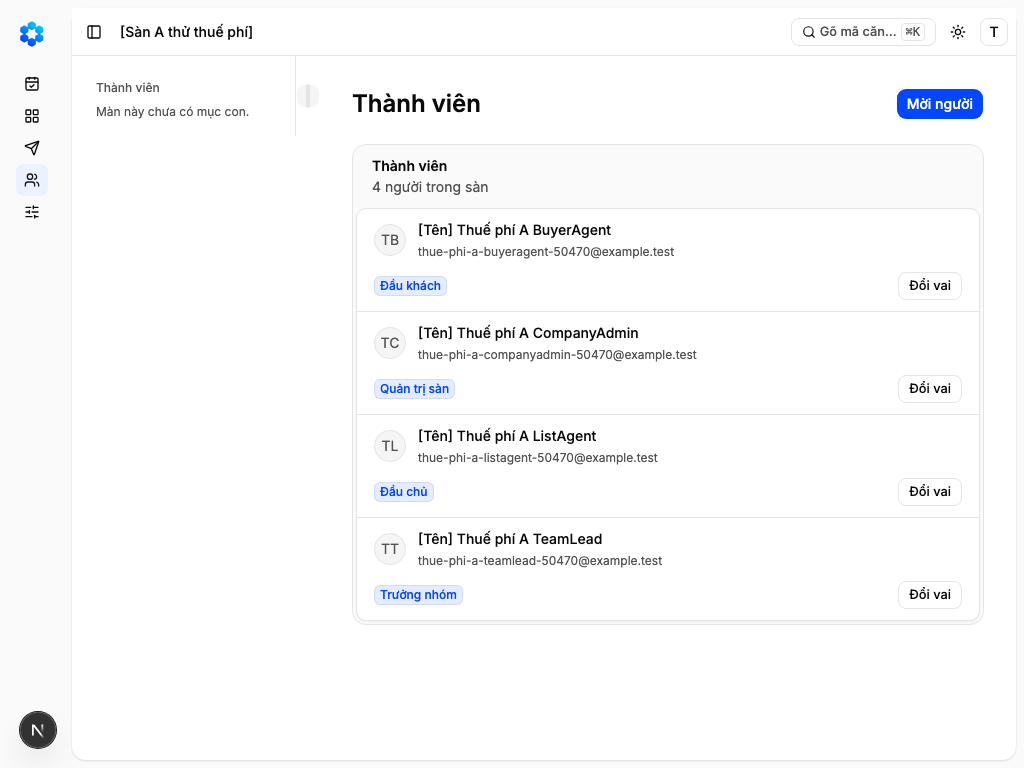 [Sàn A thử thuế phí]
Gõ mã căn... ⌘K
T
Thành viên
Màn này chưa có mục con.
Thành viên
Mời người
Thành viên
4 người trong sàn
TB
[Tên] Thuế phí A BuyerAgent
thue-phi-a-buyeragent-50470@example.test
Đầu khách
Đổi vai
TC
[Tên] Thuế phí A CompanyAdmin
thue-phi-a-companyadmin-50470@example.test
Quản trị sàn
Đổi vai
TL
[Tên] Thuế phí A ListAgent
thue-phi-a-listagent-50470@example.test
Đầu chủ
Đổi vai
TT
[Tên] Thuế phí A TeamLead
thue-phi-a-teamlead-50470@example.test
Trưởng nhóm
Đổi vai
N